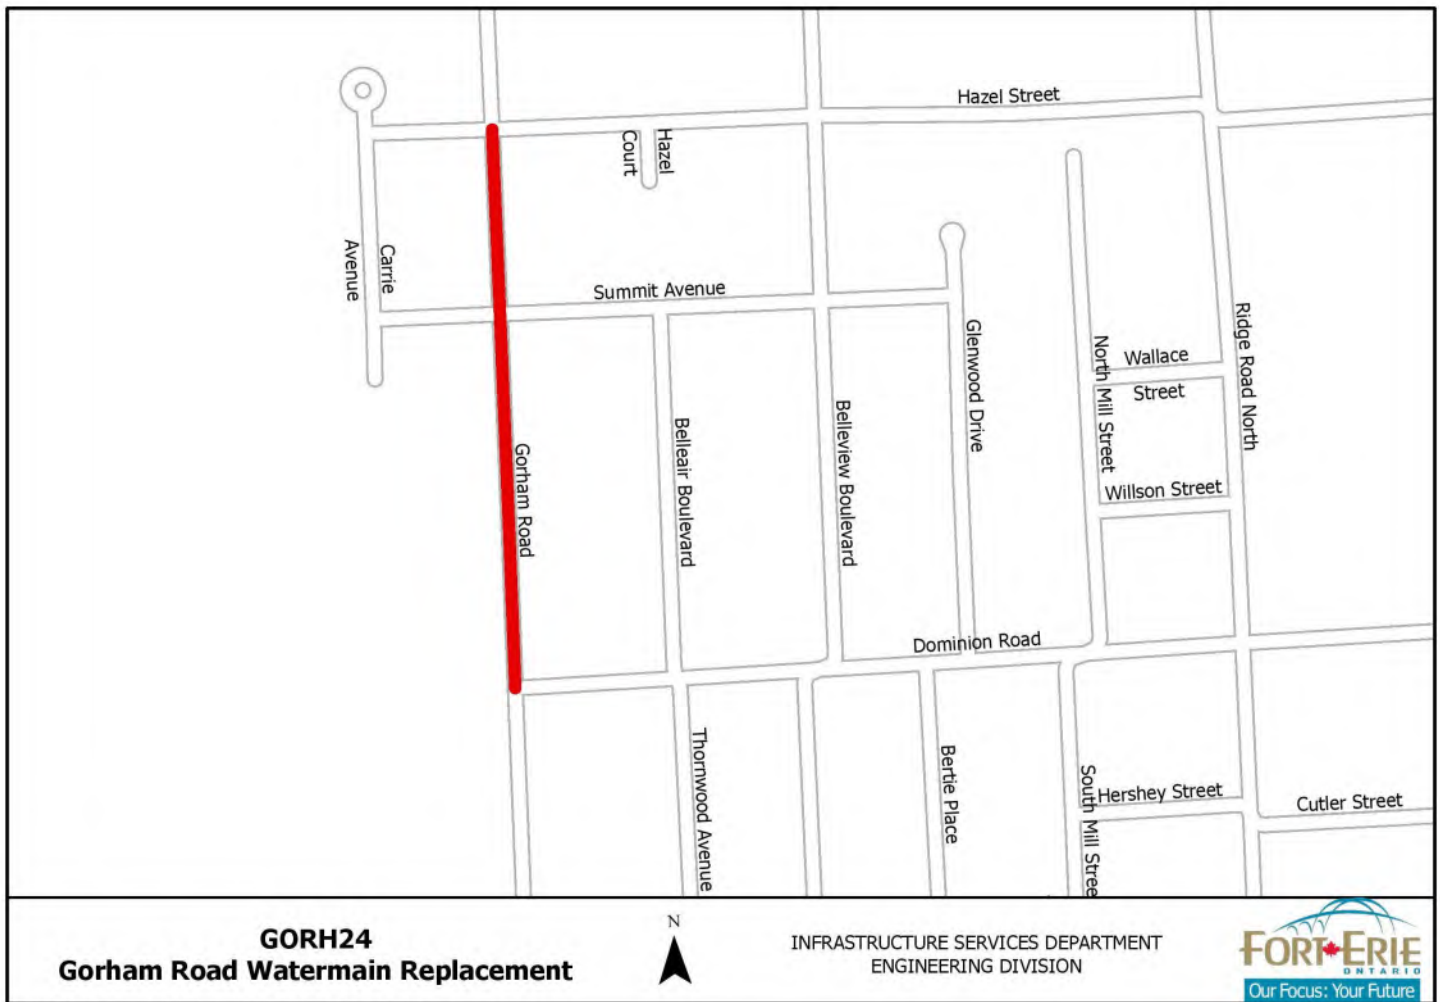 Hazel Street
Hazel
Court
Carrie
Avenue
Summit Avenue
Glenwood Drive
Ridge Road North
North Mill Street
Wallace
Street
Belleair Boulevard
Belleview Boulevard
Gorham Road
Willson Street
Dominion Road
Thornwood Avenue
Bertie Place
South Mill Stree
Hershey Street
Cutler Street
GORH24
Gorham Road Watermain Replacement
N
INFRASTRUCTURE SERVICES DEPARTMENT
ENGINEERING DIVISION
FORT ERIE
ONTARIO
Our Focus: Your Future